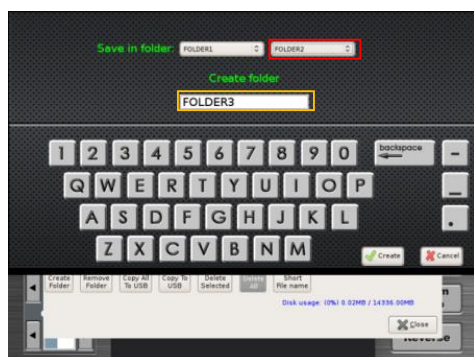 Save in folder: FOLDER1 FOLDER2
Create folder
FOLDER3
1 2 3 4 5 6 7 8 9 0 backspace -
Q W E R T Y U I O P _
A S D F G H J K L .
Z X C V B N M Create Cancel
Create Folder Remove Folder Copy All To USB Copy To USB Delete Selected Delete All Short File name
Disk usage: (0%) 0.02MB / 14336.00MB
Close
Reverse